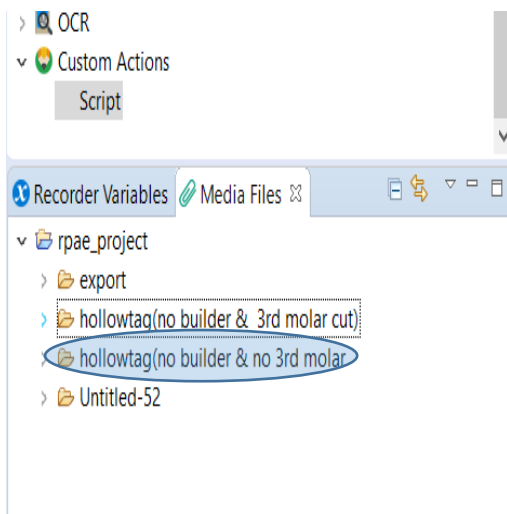 OCR
Custom Actions
Script
Recorder Variables Media Files
rpae_project
export
hollowtag(no builder & 3rd molar cut)
hollowtag(no builder & no 3rd molar
Untitled-52